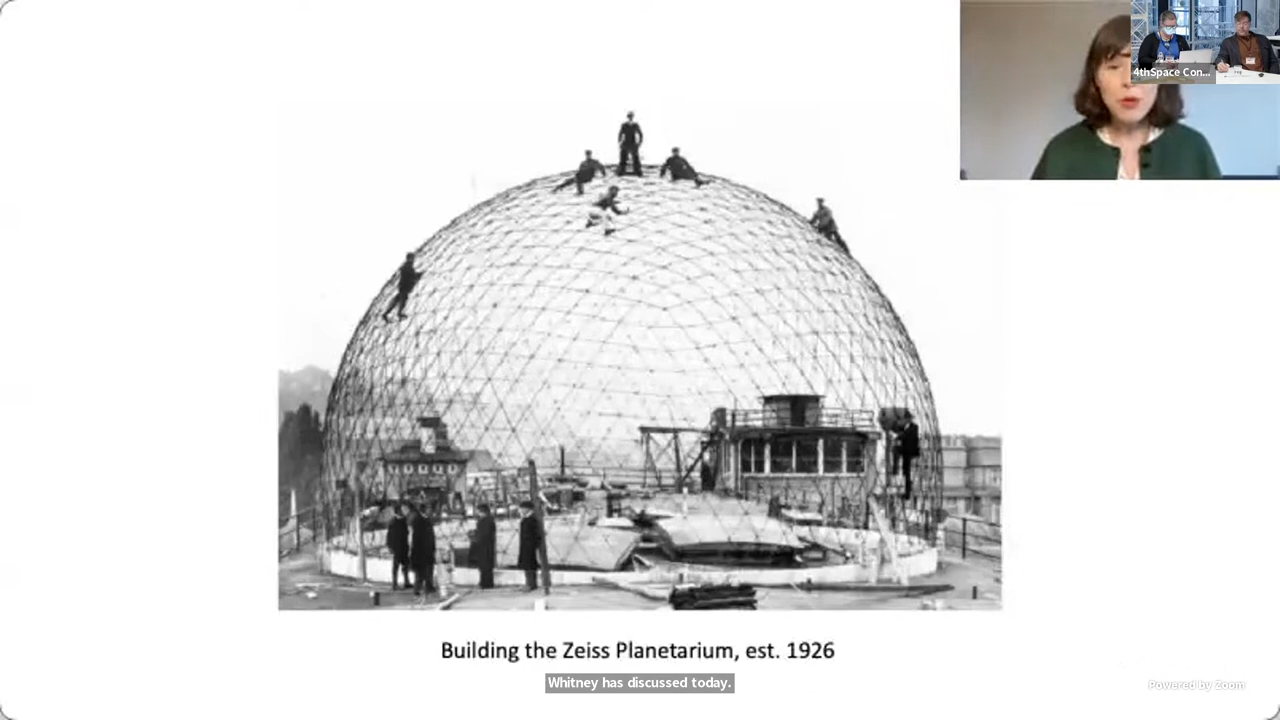 4thSpace Con...
Building the Zeiss Planetarium, est. 1926
Whitney has discussed today.
Powered by Zoom